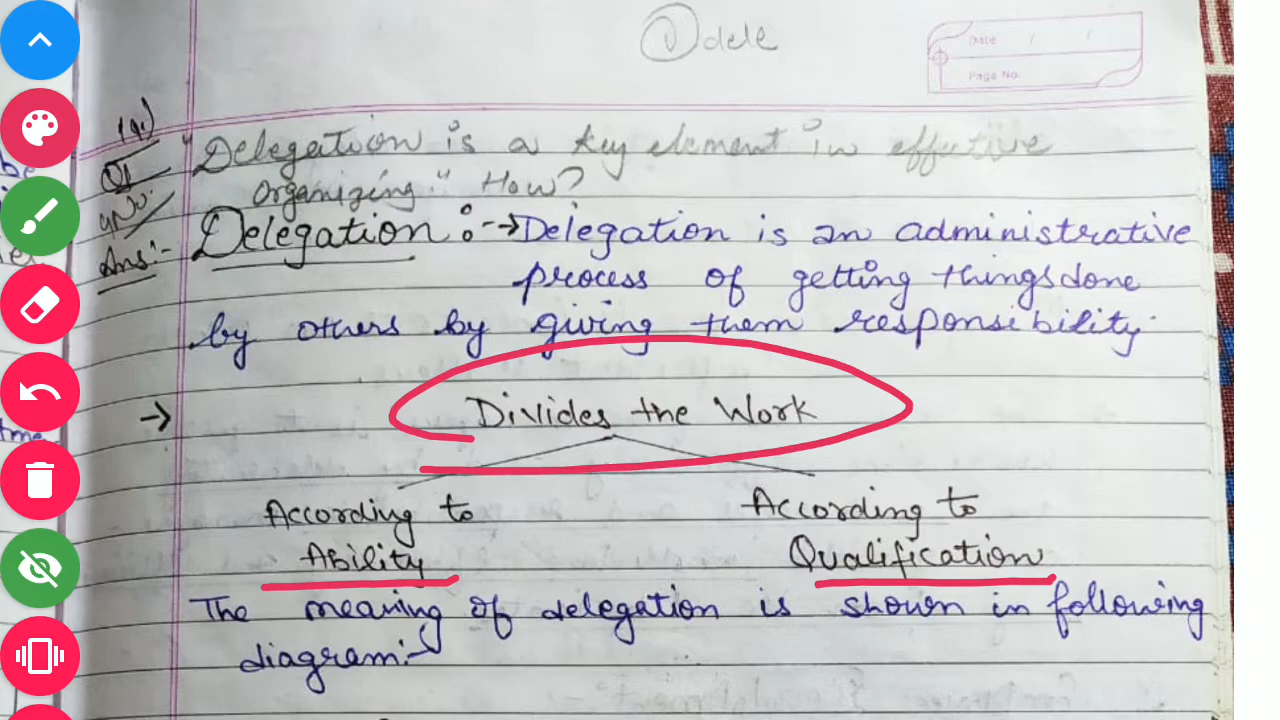 ① dele
Date / /
Page No.
"Delegation is a key element in effective
organizing." How?
Ans:- Delegation :-→ Delegation is an administrative
process of getting things done
by others by giving them responsibility.
→ Divides the Work
According to According to
Ability Qualification
The meaning of delegation is shown in following
diagram:-